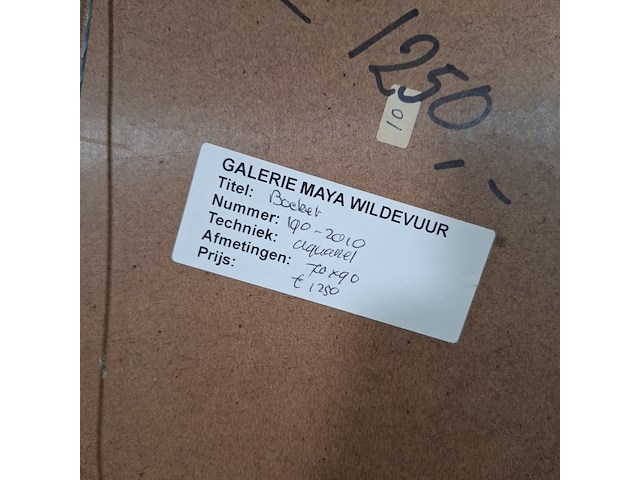 1250,-
10
GALERIE MAYA WILDEVUUR
Titel: Boeket
Nummer: 190-2010
Techniek: aquarel
Afmetingen: 70x90
Prijs: € 1250